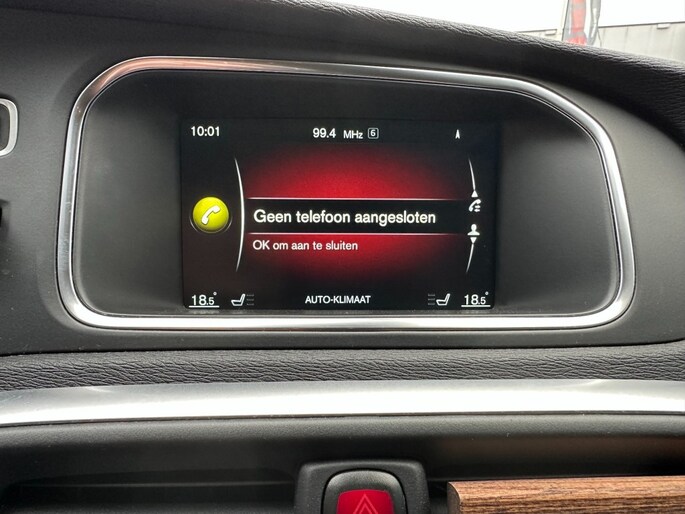 10:01 99.4 MHz 6
Geen telefoon aangesloten
OK om aan te sluiten
18.5° AUTO-KLIMAAT 18.5°